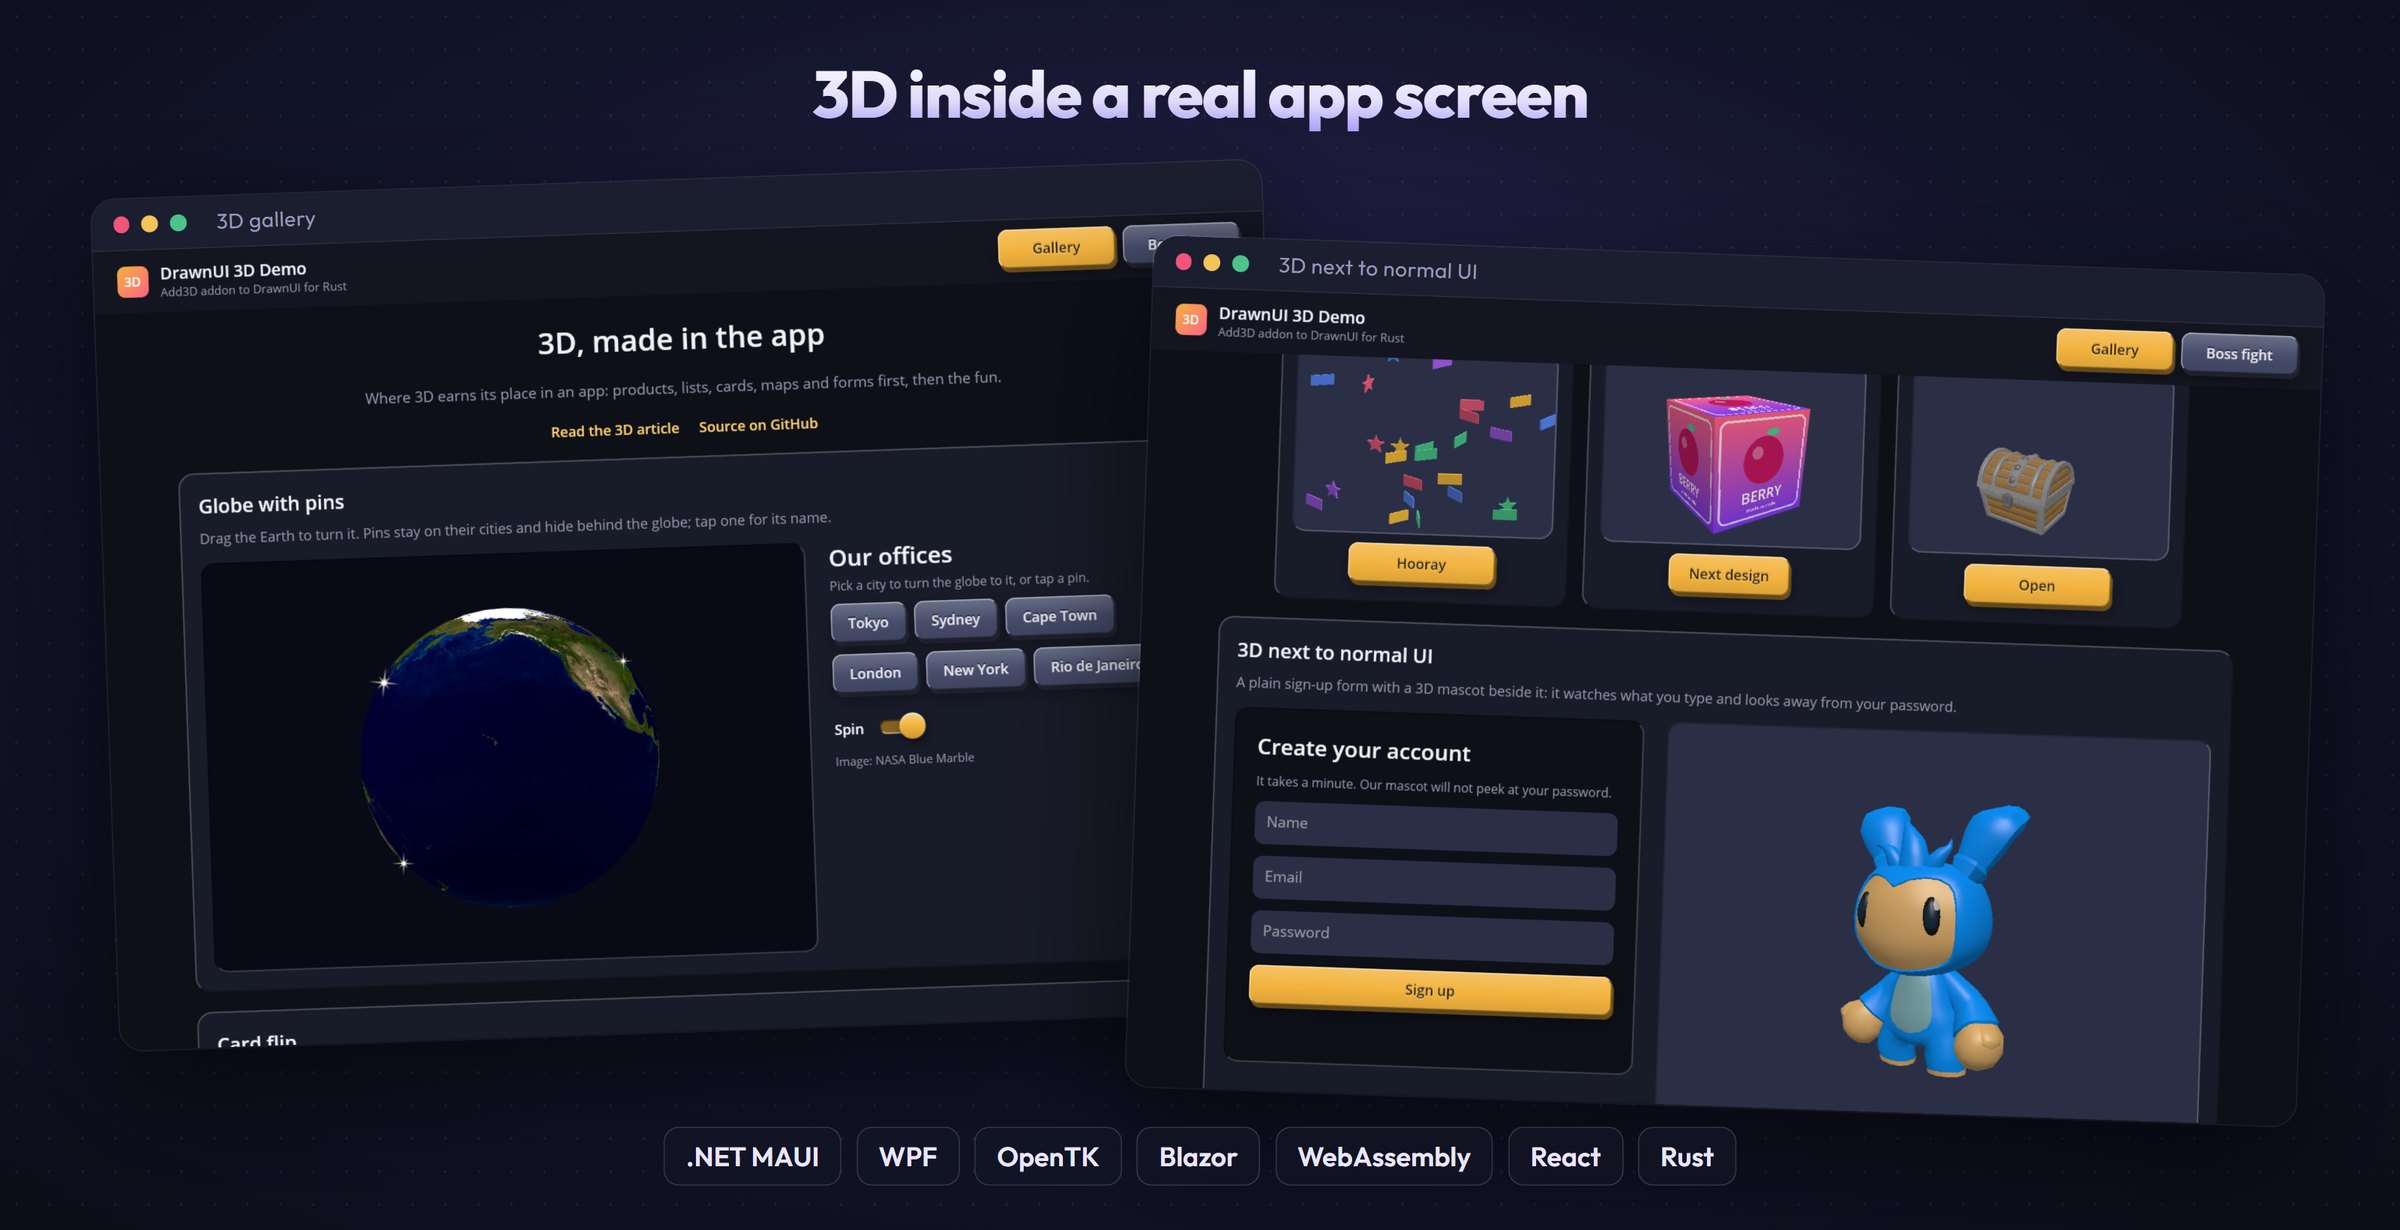 3D inside a real app screen
3D gallery
3D
DrawnUI 3D Demo
Add3D addon to DrawnUI for Rust
Gallery
3D, made in the app
Where 3D earns its place in an app: products, lists, cards, maps and forms first, then the fun.
Read the 3D article
Source on GitHub
Globe with pins
Drag the Earth to turn it. Pins stay on their cities and hide behind the globe; tap one for its name.
Our offices
Pick a city to turn the globe to it, or tap a pin.
Tokyo
Sydney
Cape Town
London
New York
Rio de Janeiro
Spin
Image: NASA Blue Marble
Card flip
3D next to normal UI
3D
DrawnUI 3D Demo
Add3D addon to DrawnUI for Rust
Gallery
Boss fight
BERRY
BERRY
Hooray
Next design
Open
3D next to normal UI
A plain sign-up form with a 3D mascot beside it: it watches what you type and looks away from your password.
Create your account
It takes a minute. Our mascot will not peek at your password.
Name
Email
Password
Sign up
.NET MAUI
WPF
OpenTK
Blazor
WebAssembly
React
Rust